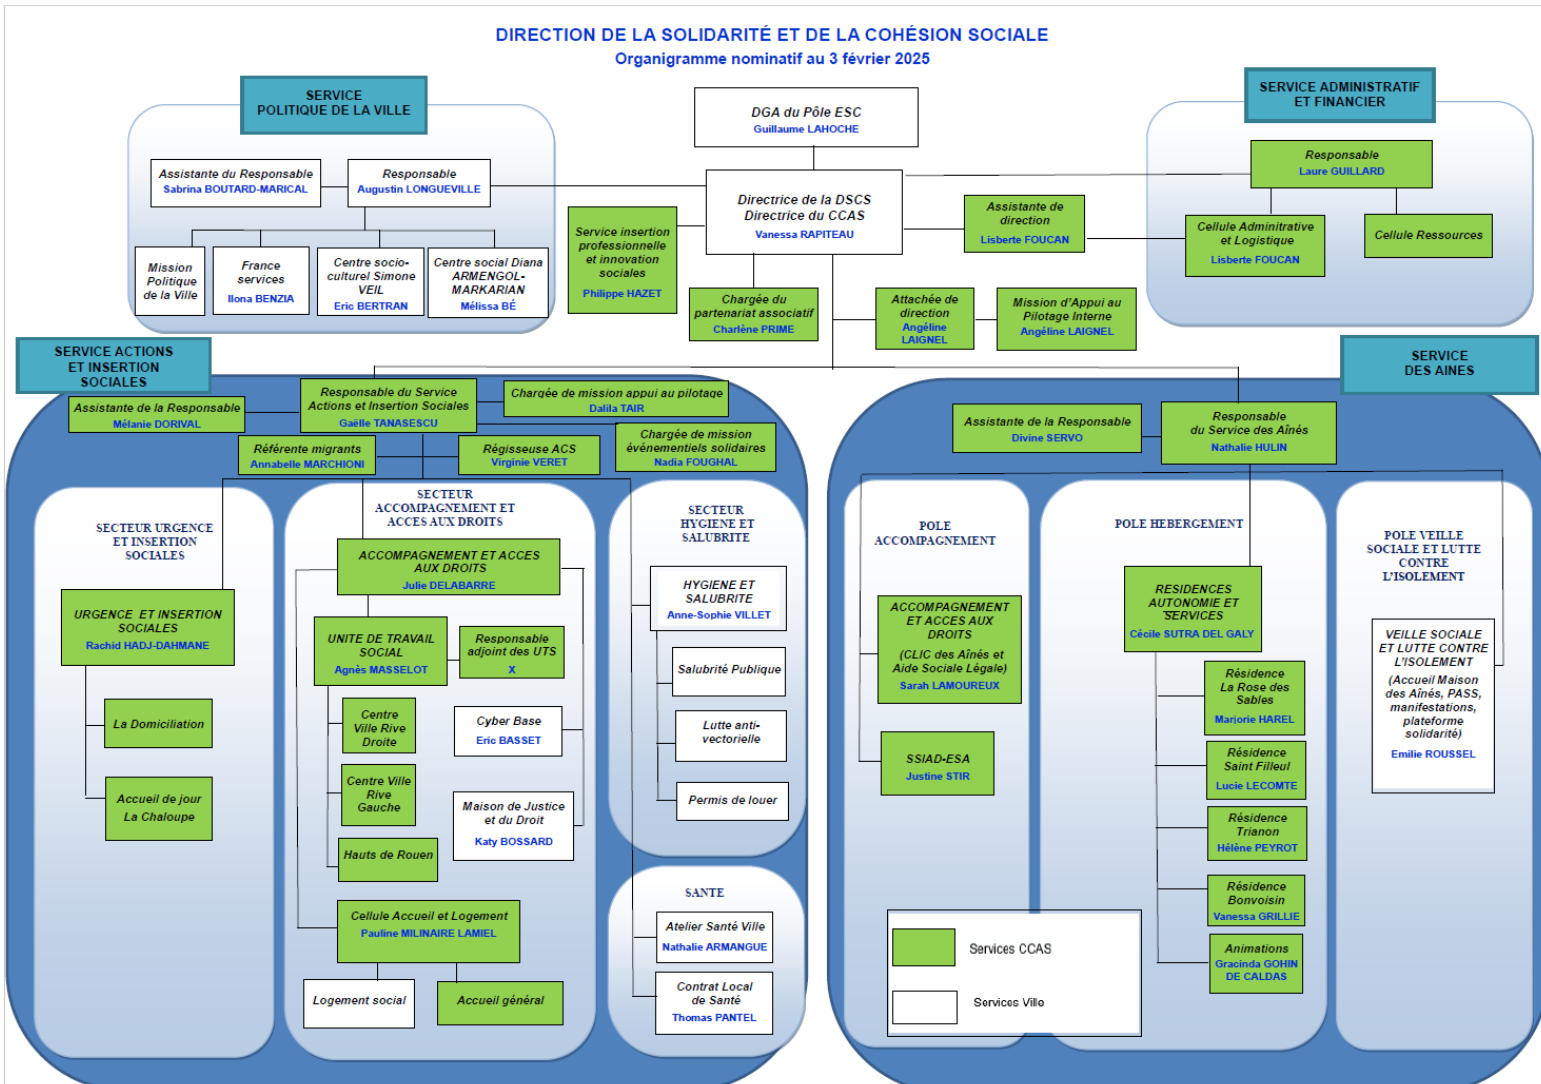 DIRECTION DE LA SOLIDARITÉ ET DE LA COHÉSION SOCIALE
Organigramme nominatif au 3 février 2025
SERVICE
POLITIQUE DE LA VILLE
Assistante du Responsable
Sabrina BOUTARD-MARICAL
Responsable
Augustin LONGUEVILLE
Mission
Politique
de la Ville
France
services
Ilona BENZIA
Centre socio-
culturel Simone
VEIL
Eric BERTRAN
Centre social Diana
ARMENGOL-
MARKARIAN
Mélissa BÉ
DGA du Pôle ESC
Guillaume LAHOCHE
Directrice de la DSCS
Directrice du CCAS
Vanessa RAPITEAU
Service insertion
professionnelle
et innovation
sociales
Philippe HAZET
Chargée du
partenariat associatif
Charlène PRIME
Assistante de
direction
Lisberte FOUCAN
Attachée de
direction
Angéline
LAIGNEL
Mission d'Appui au
Pilotage Interne
Angéline LAIGNEL
SERVICE ADMINISTRATIF
ET FINANCIER
Responsable
Laure GUILLARD
Cellule Adminitrative
et Logistique
Lisberte FOUCAN
Cellule Ressources
SERVICE ACTIONS
ET INSERTION
SOCIALES
Assistante de la Responsable
Mélanie DORIVAL
Responsable du Service
Actions et Insertion Sociales
Gaëlle TANASESCU
Chargée de mission appui au pilotage
Dalila TAIR
Référente migrants
Annabelle MARCHIONI
Régisseuse ACS
Virginie VERET
Chargée de mission
événementiels solidaires
Nadia FOUGHAL
SECTEUR URGENCE
ET INSERTION
SOCIALES
URGENCE ET INSERTION
SOCIALES
Rachid HADJ-DAHMANE
La Domiciliation
Accueil de jour
La Chaloupe
SECTEUR
ACCOMPAGNEMENT ET
ACCES AUX DROITS
ACCOMPAGNEMENT ET ACCES
AUX DROITS
Julie DELABARRE
UNITE DE TRAVAIL
SOCIAL
Agnès MASSELOT
Responsable
adjoint des UTS
X
Centre
Ville Rive
Droite
Centre Ville
Rive
Gauche
Hauts de Rouen
Cyber Base
Eric BASSET
Maison de Justice
et du Droit
Katy BOSSARD
Cellule Accueil et Logement
Pauline MILINAIRE LAMIEL
Logement social
Accueil général
SECTEUR
HYGIENE ET
SALUBRITE
HYGIENE ET
SALUBRITE
Anne-Sophie VILLET
Salubrité Publique
Lutte anti-
vectorielle
Permis de louer
SANTE
Atelier Santé Ville
Nathalie ARMANGUE
Contrat Local
de Santé
Thomas PANTEL
SERVICE
DES AINES
Assistante de la Responsable
Divine SERVO
Responsable
du Service des Aînés
Nathalie HULIN
POLE
ACCOMPAGNEMENT
ACCOMPAGNEMENT
ET ACCES AUX
DROITS
(CLIC des Aînés et
Aide Sociale Légale)
Sarah LAMOUREUX
SSIAD-ESA
Justine STIR
POLE HEBERGEMENT
RESIDENCES
AUTONOMIE ET
SERVICES
Cécile SUTRA DEL GALY
Résidence
La Rose des
Sables
Marjorie HAREL
Résidence
Saint Filleul
Lucie LECOMTE
Résidence
Trianon
Hélène PEYROT
Résidence
Bonvoisin
Vanessa GRILLIE
Animations
Gracinda GOHIN
DE CALDAS
POLE VEILLE
SOCIALE ET LUTTE
CONTRE
L'ISOLEMENT
VEILLE SOCIALE
ET LUTTE CONTRE
L'ISOLEMENT
(Accueil Maison
des Aînés, PASS,
manifestations,
plateforme
solidarité)
Emilie ROUSSEL
Services CCAS
Services Ville